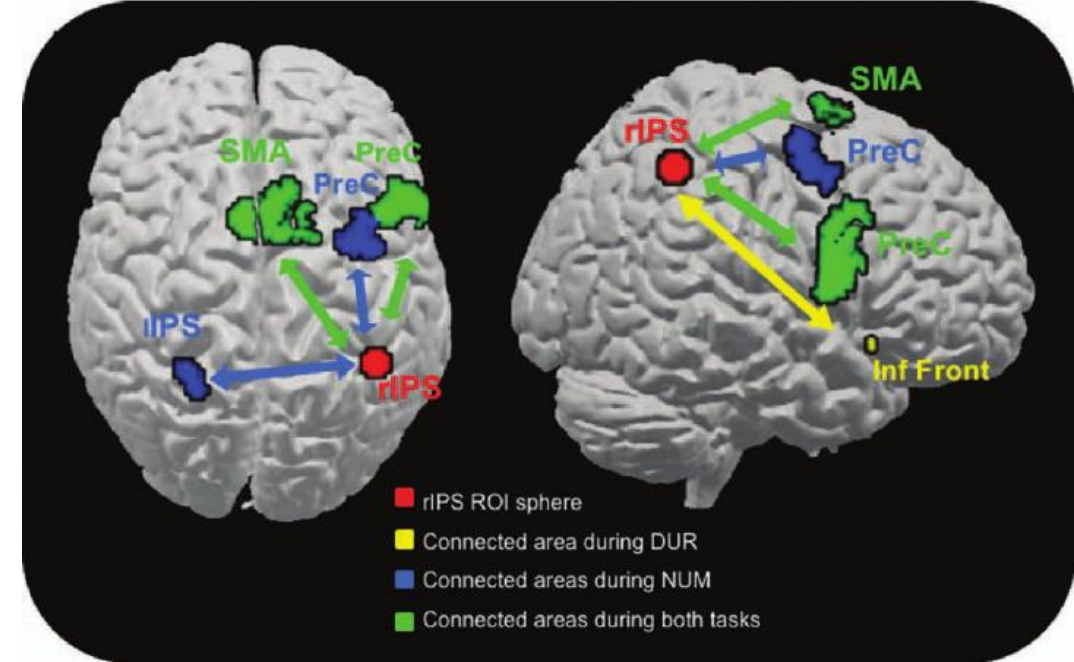 SMA
PreC
PreC
lIPS
rIPS
SMA
rIPS
PreC
PreC
Inf Front
rIPS ROI sphere
Connected area during DUR
Connected areas during NUM
Connected areas during both tasks